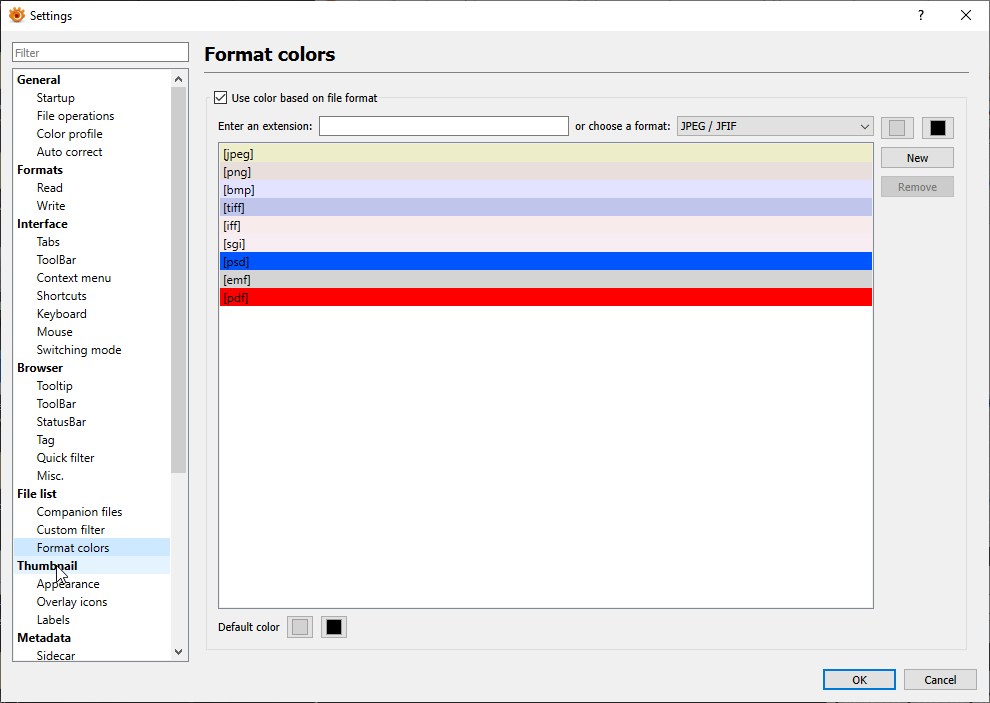 Settings
?
Filter
General
Startup
File operations
Color profile
Auto correct
Formats
Read
Write
Interface
Tabs
ToolBar
Context menu
Shortcuts
Keyboard
Mouse
Switching mode
Browser
Tooltip
ToolBar
StatusBar
Tag
Quick filter
Misc.
File list
Companion files
Custom filter
Format colors
Thumbnail
Appearance
Overlay icons
Labels
Metadata
Sidecar
Format colors
Use color based on file format
Enter an extension: or choose a format: JPEG / JFIF
[jpeg]
[png]
[bmp]
[tiff]
[iff]
[sgi]
[psd]
[emf]
[pdf]
New
Remove
Default color
OK Cancel